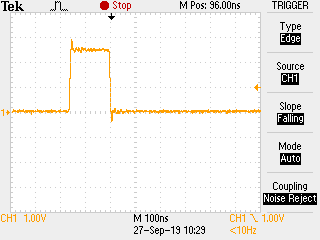 Tek Stop M Pos: 96.00ns TRIGGER
Type
Edge
Source
CH1
1
Slope
Falling
Mode
Auto
Coupling
Noise Reject
CH1 1.00V M 100ns CH1 1.00V
27-Sep-19 10:29 <10Hz